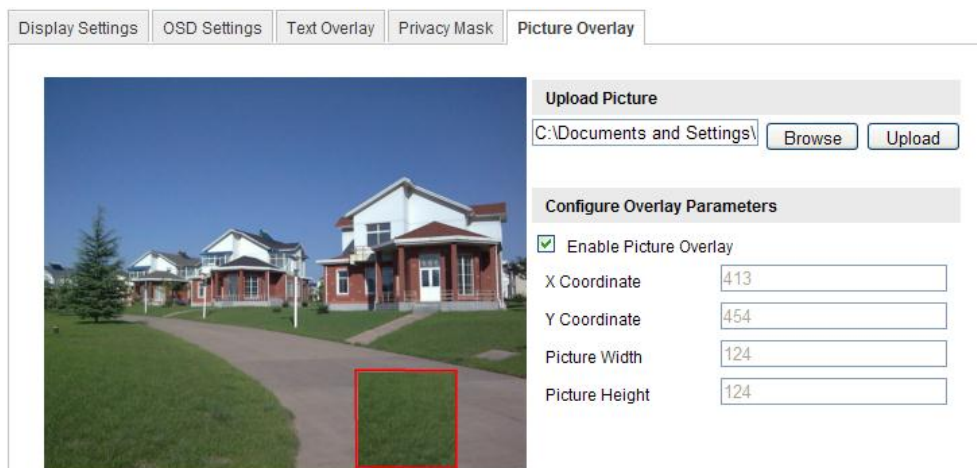 Display Settings
OSD Settings
Text Overlay
Privacy Mask
Picture Overlay
Upload Picture
C:\Documents and Settings\
Browse
Upload
Configure Overlay Parameters
Enable Picture Overlay
X Coordinate 413
Y Coordinate 454
Picture Width 124
Picture Height 124